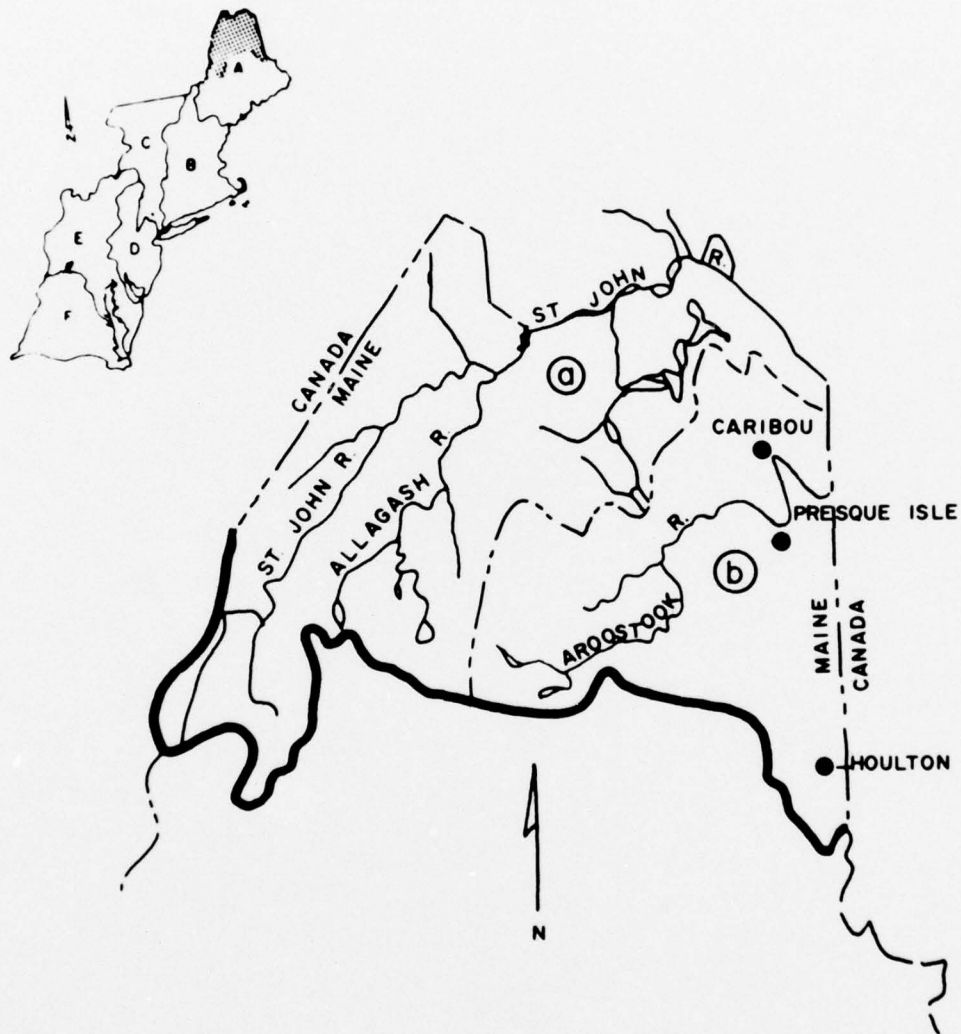 A
N
C
B
E
D
F
ST JOHN R.
CANADA
MAINE
a
CARIBOU
ST. JOHN R.
ALLAGASH R.
PRESQUE ISLE
b
AROOSTOOK R.
MAINE
CANADA
HOULTON
N